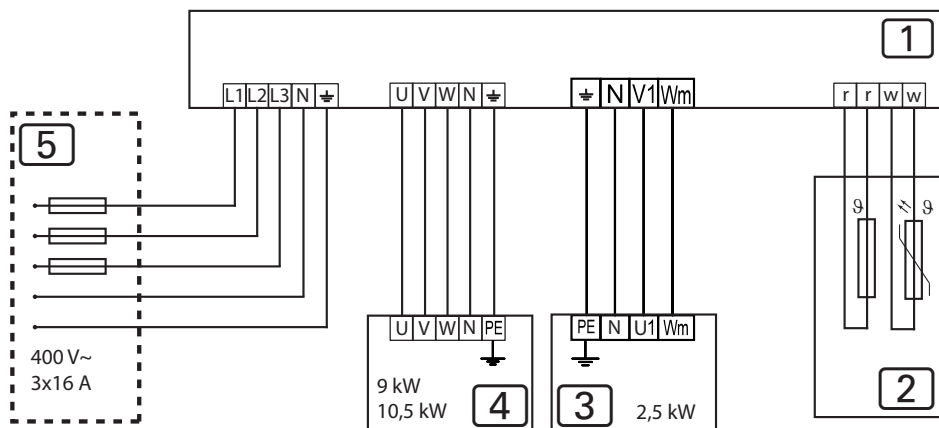 1
L1 L2 L3 N ⏚
U V W N ⏚
⏚ N V1 Wm
r r w w
5
400 V~
3x16 A
U V W N PE
9 kW
10,5 kW
4
PE N U1 Wm
3
2,5 kW
ϑ ϑ
2